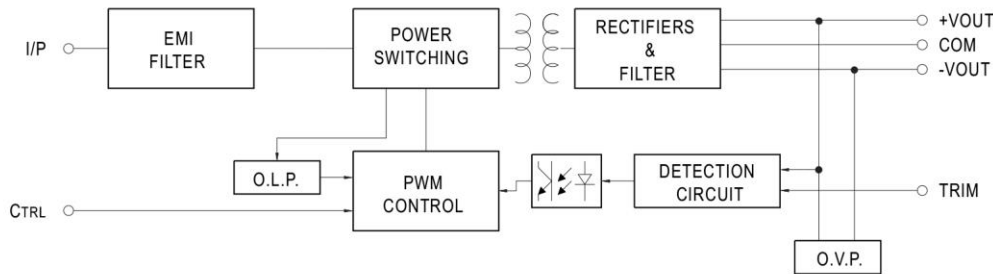 I/P
EMI
FILTER
POWER
SWITCHING
RECTIFIERS
&
FILTER
+VOUT
COM
-VOUT
O.L.P.
PWM
CONTROL
DETECTION
CIRCUIT
TRIM
CTRL
O.V.P.